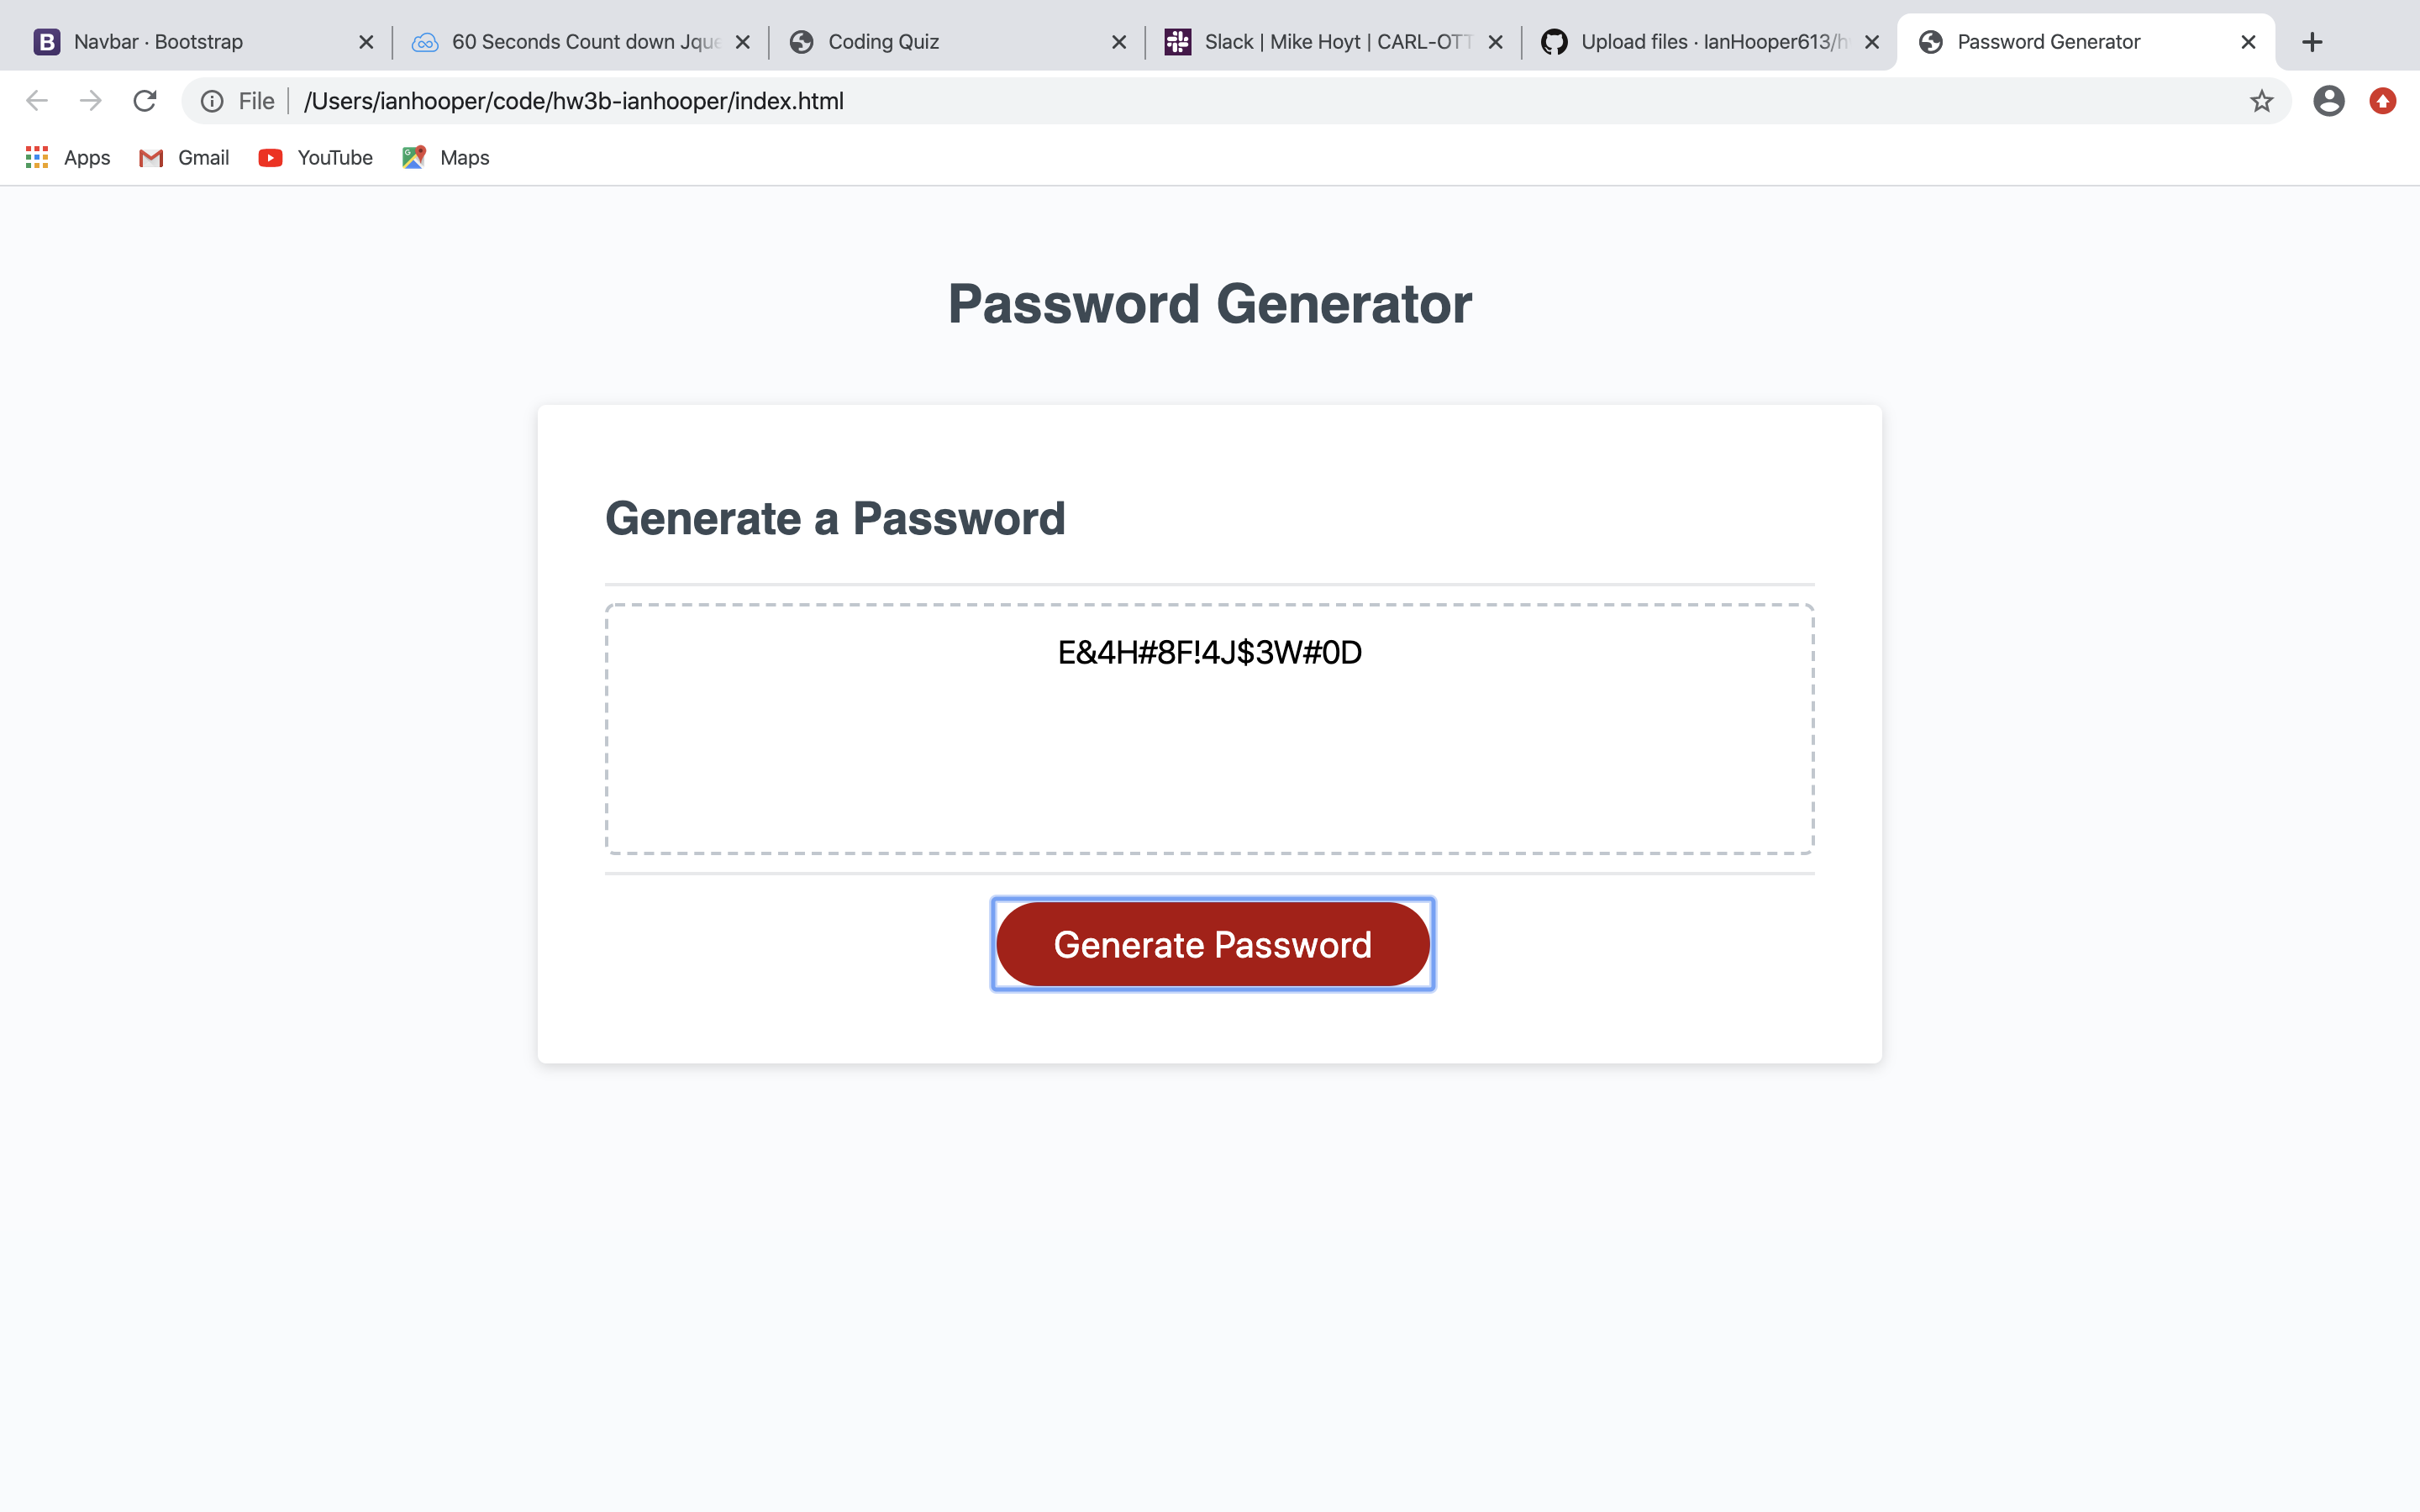 Navbar · Bootstrap
60 Seconds Count down Jque
Coding Quiz
Slack | Mike Hoyt | CARL-OTT
Upload files · IanHooper613/h
Password Generator
File /Users/ianhooper/code/hw3b-ianhooper/index.html
Apps Gmail YouTube Maps
Password Generator
Generate a Password
E&4H#8F!4J$3W#0D
Generate Password